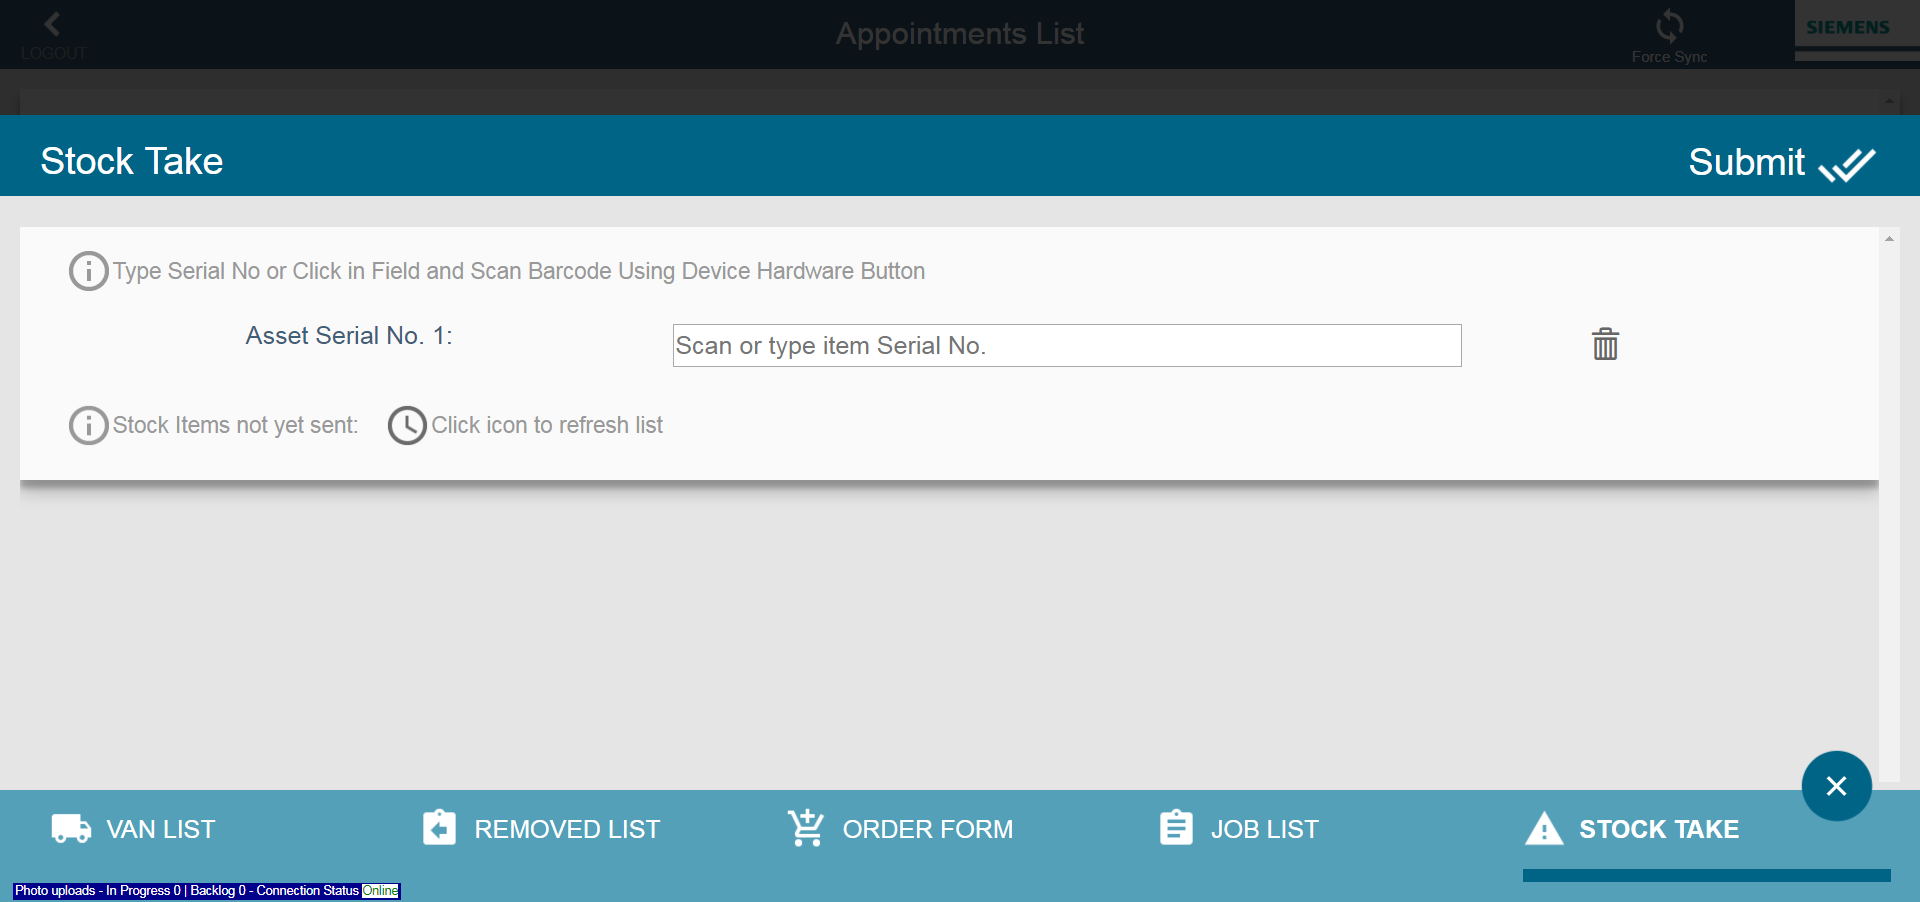 LOGOUT
Appointments List
Force Sync
SIEMENS
Stock Take
Submit
Type Serial No or Click in Field and Scan Barcode Using Device Hardware Button
Asset Serial No. 1:
Scan or type item Serial No.
Stock Items not yet sent:
Click icon to refresh list
VAN LIST
REMOVED LIST
ORDER FORM
JOB LIST
STOCK TAKE
Photo uploads - In Progress 0 | Backlog 0 - Connection Status Online